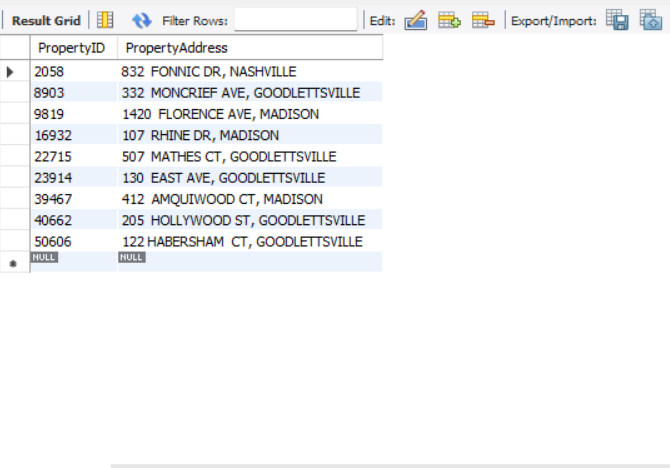 Result Grid Filter Rows: Edit: Export/Import:
PropertyID PropertyAddress
2058 832  FONNIC DR, NASHVILLE
8903 332  MONCRIEF AVE, GOODLETTSVILLE
9819 1420  FLORENCE AVE, MADISON
16932 107  RHINE DR, MADISON
22715 507  MATHES CT, GOODLETTSVILLE
23914 130  EAST AVE, GOODLETTSVILLE
39467 412  AMQUIWOOD CT, MADISON
40662 205  HOLLYWOOD ST, GOODLETTSVILLE
50606 122 HABERSHAM  CT, GOODLETTSVILLE
NULL NULL